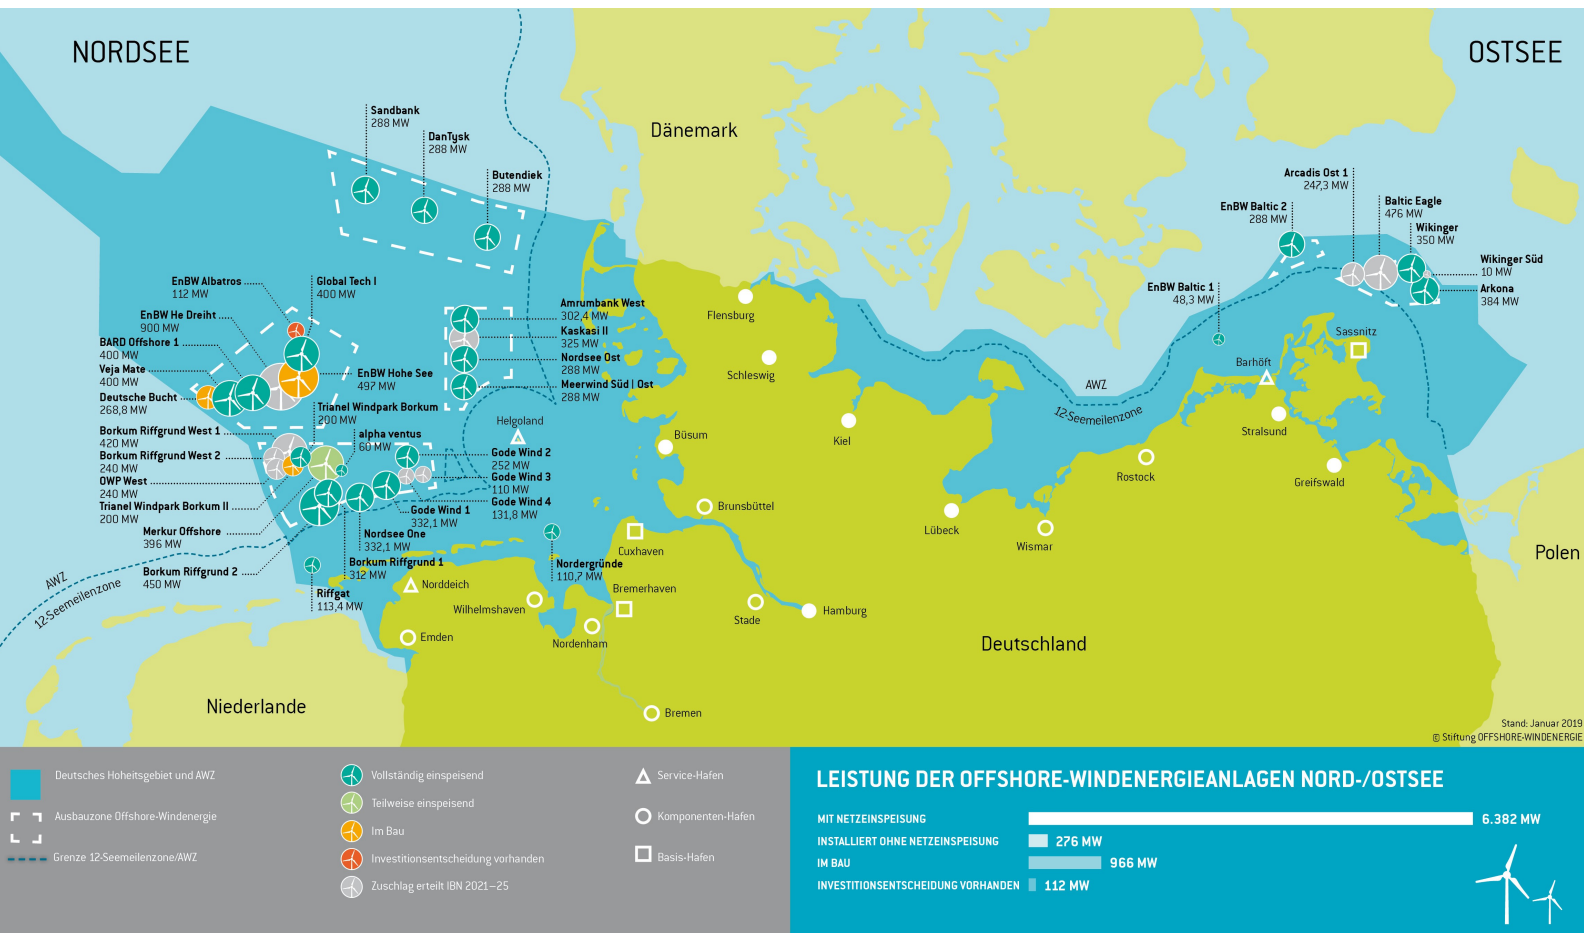 NORDSEE
OSTSEE
Sandbank
288 MW
DanTysk
288 MW
Butendiek
288 MW
Dänemark
Arcadis Ost 1
247,3 MW
Baltic Eagle
476 MW
EnBW Baltic 2
288 MW
Wikinger
350 MW
Wikinger Süd
10 MW
Arkona
384 MW
EnBW Baltic 1
48,3 MW
EnBW Albatros
112 MW
Global Tech I
400 MW
EnBW He Dreiht
900 MW
BARD Offshore 1
400 MW
Veja Mate
400 MW
Deutsche Bucht
268,8 MW
EnBW Hohe See
497 MW
Amrumbank West
302,4 MW
Kaskasi II
325 MW
Nordsee Ost
288 MW
Meerwind Süd | Ost
288 MW
Trianel Windpark Borkum
200 MW
alpha ventus
60 MW
Borkum Riffgrund West 1
420 MW
Borkum Riffgrund West 2
240 MW
OWP West
240 MW
Trianel Windpark Borkum II
200 MW
Merkur Offshore
396 MW
Borkum Riffgrund 2
450 MW
Gode Wind 2
252 MW
Gode Wind 3
110 MW
Gode Wind 4
131,8 MW
Gode Wind 1
332,1 MW
Nordsee One
332,1 MW
Borkum Riffgrund 1
312 MW
Riffgat
113,4 MW
Nordergründe
110,7 MW
Helgoland
Flensburg
Schleswig
Kiel
Büsum
Brunsbüttel
Cuxhaven
Bremerhaven
Norddeich
Wilhelmshaven
Emden
Nordenham
Stade
Hamburg
Bremen
Lübeck
Wismar
Rostock
Barhöft
Sassnitz
Stralsund
Greifswald
AWZ
12-Seemeilenzone
AWZ
12-Seemeilenzone
Niederlande
Deutschland
Polen
Stand: Januar 2019
© Stiftung OFFSHORE-WINDENERGIE
Deutsches Hoheitsgebiet und AWZ
Ausbauzone Offshore-Windenergie
Grenze 12-Seemeilenzone/AWZ
Vollständig einspeisend
Teilweise einspeisend
Im Bau
Investitionsentscheidung vorhanden
Zuschlag erteilt IBN 2021–25
Service-Hafen
Komponenten-Hafen
Basis-Hafen
LEISTUNG DER OFFSHORE-WINDENERGIEANLAGEN NORD-/OSTSEE
MIT NETZEINSPEISUNG 6.382 MW
INSTALLIERT OHNE NETZEINSPEISUNG 276 MW
IM BAU 966 MW
INVESTITIONSENTSCHEIDUNG VORHANDEN 112 MW